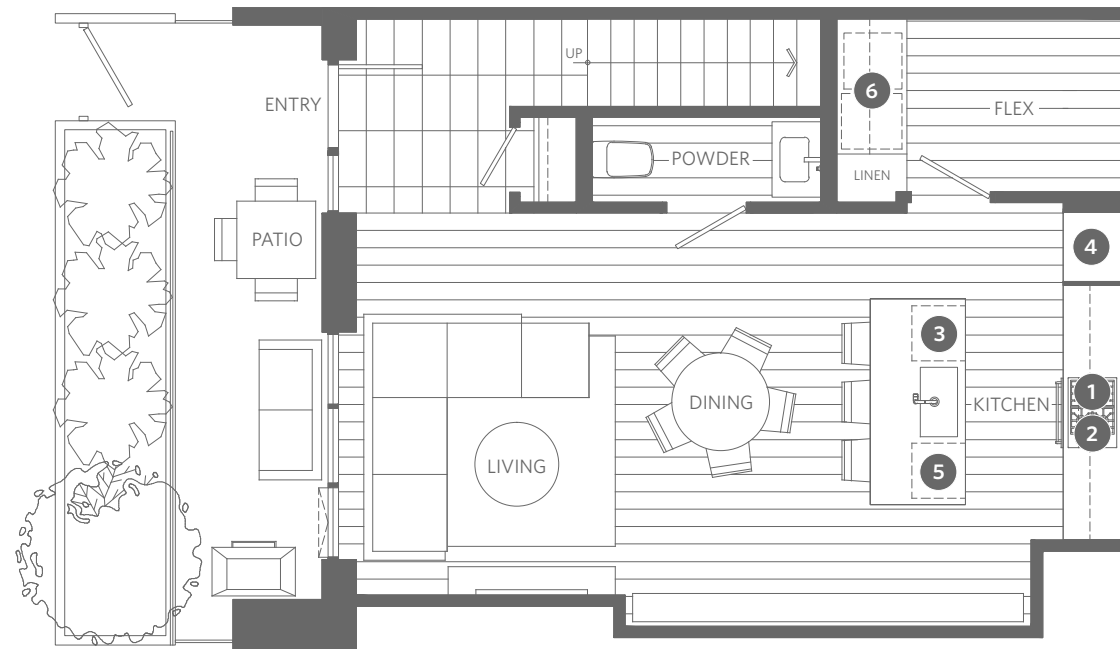 UP
ENTRY
6
FLEX
POWDER
LINEN
PATIO
4
3
DINING
KITCHEN
1
2
LIVING
5